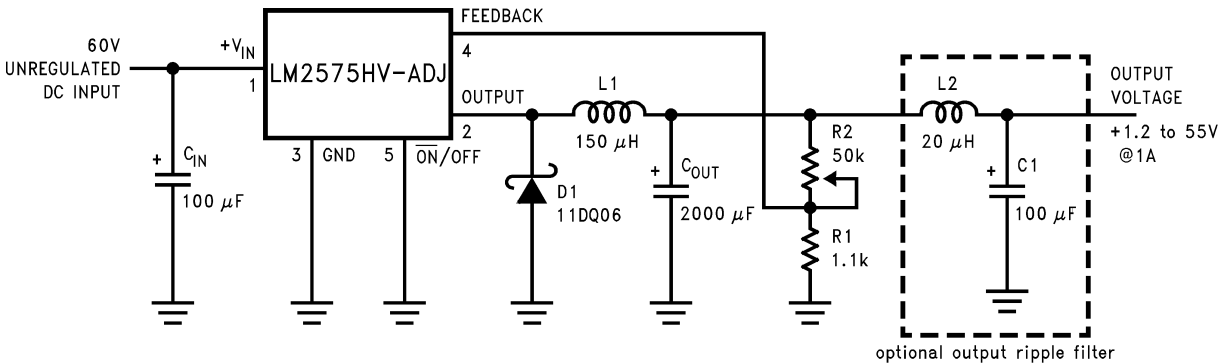 FEEDBACK
4
60V
UNREGULATED
DC INPUT
+VIN
1
LM2575HV-ADJ
OUTPUT
2
3 GND
5 ON/OFF
+ CIN
100 μF
D1
11DQ06
L1
150 μH
+ COUT
2000 μF
R2
50k
R1
1.1k
L2
20 μH
+ C1
100 μF
OUTPUT
VOLTAGE
+1.2 to 55V
@1A
optional output ripple filter